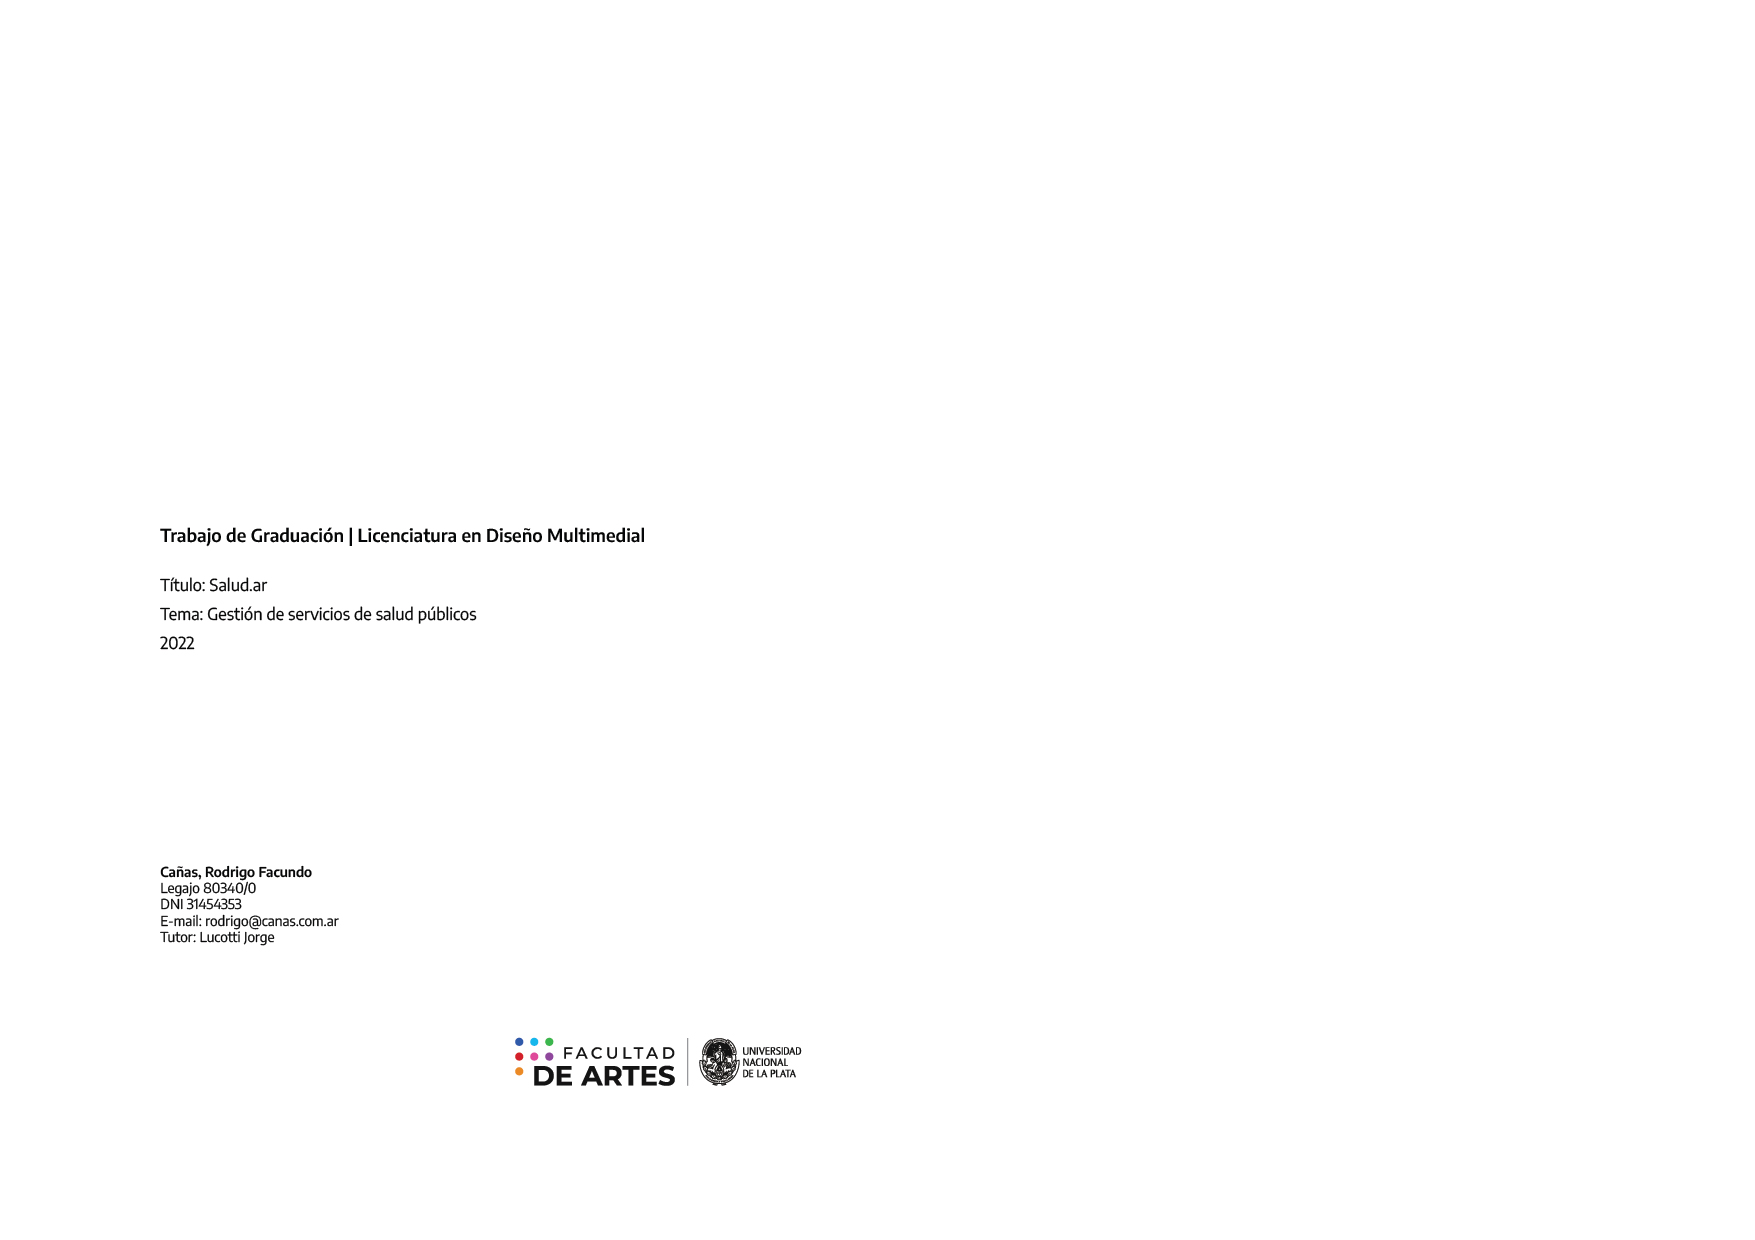 Trabajo de Graduación | Licenciatura en Diseño Multimedial
Título: Salud.ar
Tema: Gestión de servicios de salud públicos
2022
Cañas, Rodrigo Facundo
Legajo 80340/0
DNI 31454353
E-mail: rodrigo@canas.com.ar
Tutor: Lucotti Jorge
FACULTAD
DE ARTES
UNIVERSIDAD
NACIONAL
DE LA PLATA